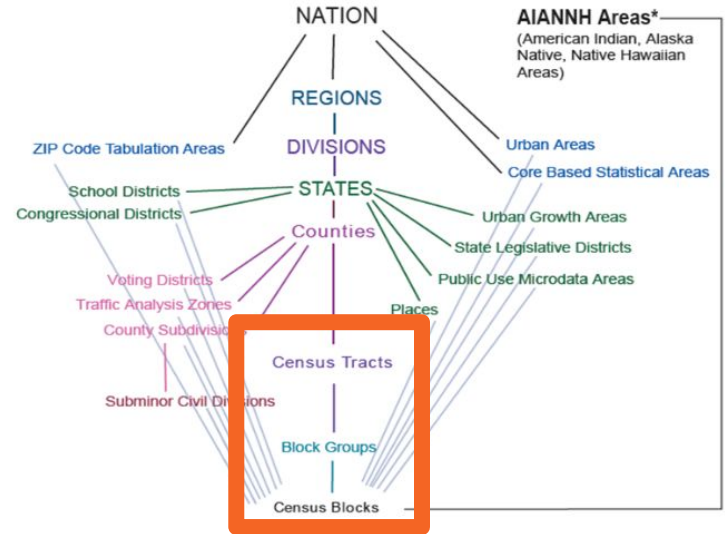 NATION
AIANNH Areas*
(American Indian, Alaska
Native, Native Hawaiian
Areas)
REGIONS
ZIP Code Tabulation Areas
DIVISIONS
Urban Areas
Core Based Statistical Areas
School Districts
STATES
Congressional Districts
Urban Growth Areas
Counties
State Legislative Districts
Voting Districts
Public Use Microdata Areas
Traffic Analysis Zones
Places
County Subdivisions
Census Tracts
Subminor Civil Divisions
Block Groups
Census Blocks